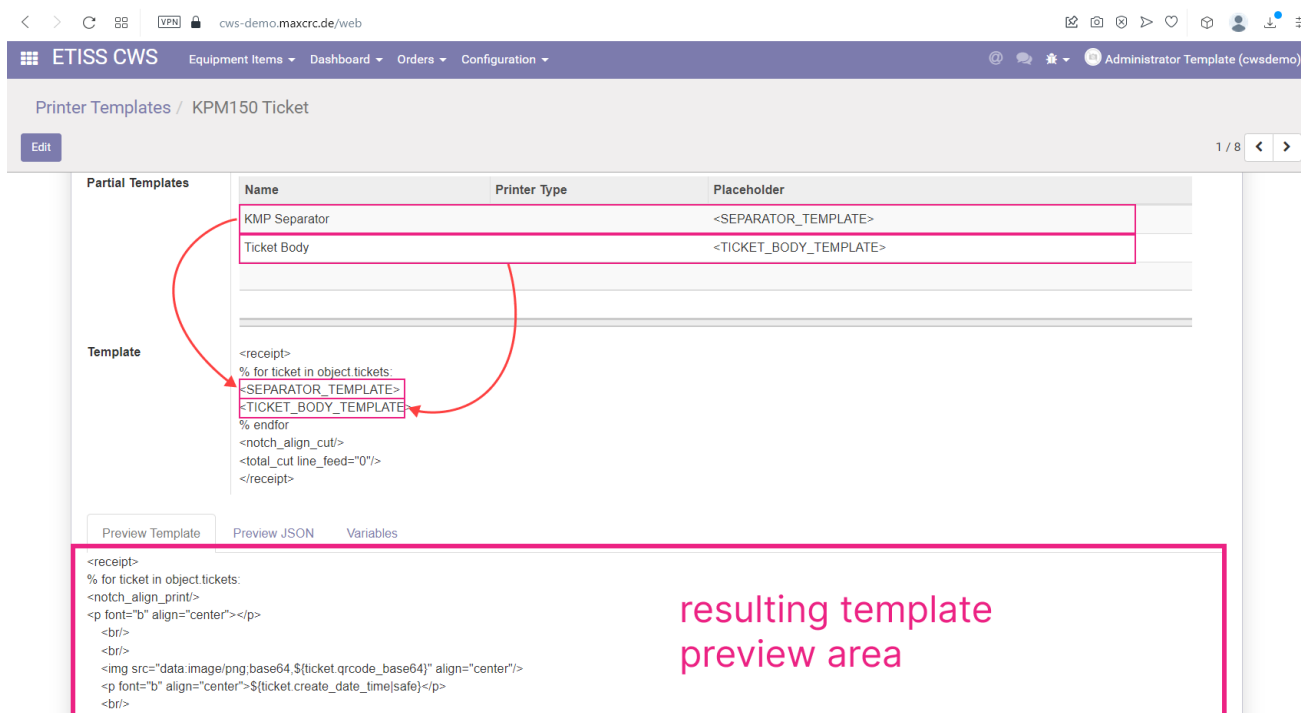 VPN cws-demo.maxcrc.de/web
ETISS CWS Equipment Items Dashboard Orders Configuration @ Administrator Template (cwsdemo)
Printer Templates / KPM150 Ticket
Edit 1 / 8
Partial Templates Name Printer Type Placeholder
KMP Separator <SEPARATOR_TEMPLATE>
Ticket Body <TICKET_BODY_TEMPLATE>
Template <receipt>
% for ticket in object.tickets:
<SEPARATOR_TEMPLATE>
<TICKET_BODY_TEMPLATE>
% endfor
<notch_align_cut/>
<total_cut line_feed="0"/>
</receipt>
Preview Template Preview JSON Variables
<receipt>
% for ticket in object.tickets:
<notch_align_print/>
<p font="b" align="center"></p>
<br/>
<br/>
<img src="data:image/png;base64,${ticket.qrcode_base64}" align="center"/>
<p font="b" align="center">${ticket.create_date_time|safe}</p>
<br/>
resulting template
preview area